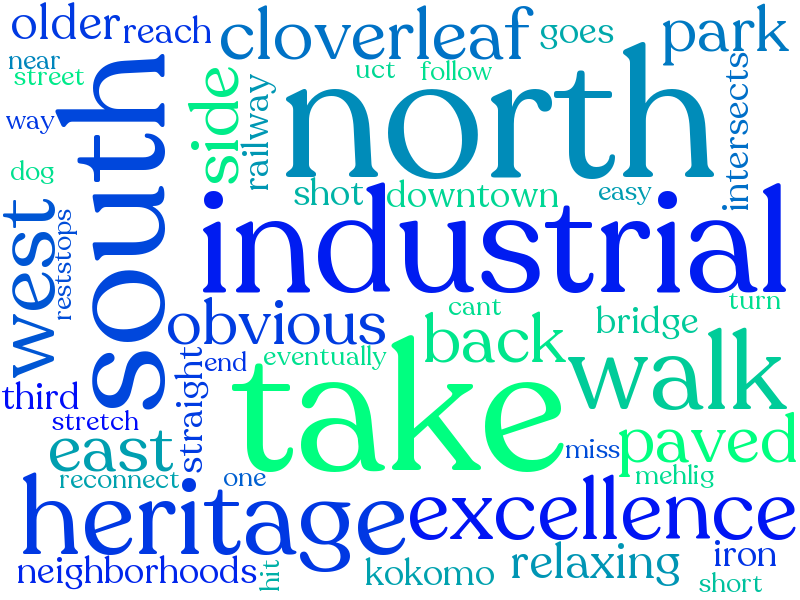 older
reach
cloverleaf
goes
park
near
street
uct
follow
side
railway
north
intersects
south
way
dog
shot
downtown
easy
west
reststops
industrial
obvious
cant
turn
back
bridge
third
straight
end
eventually
take
walk
stretch
east
miss
paved
reconnect
one
mehlig
heritage
excellence
neighborhoods
hit
kokomo
relaxing
iron
short